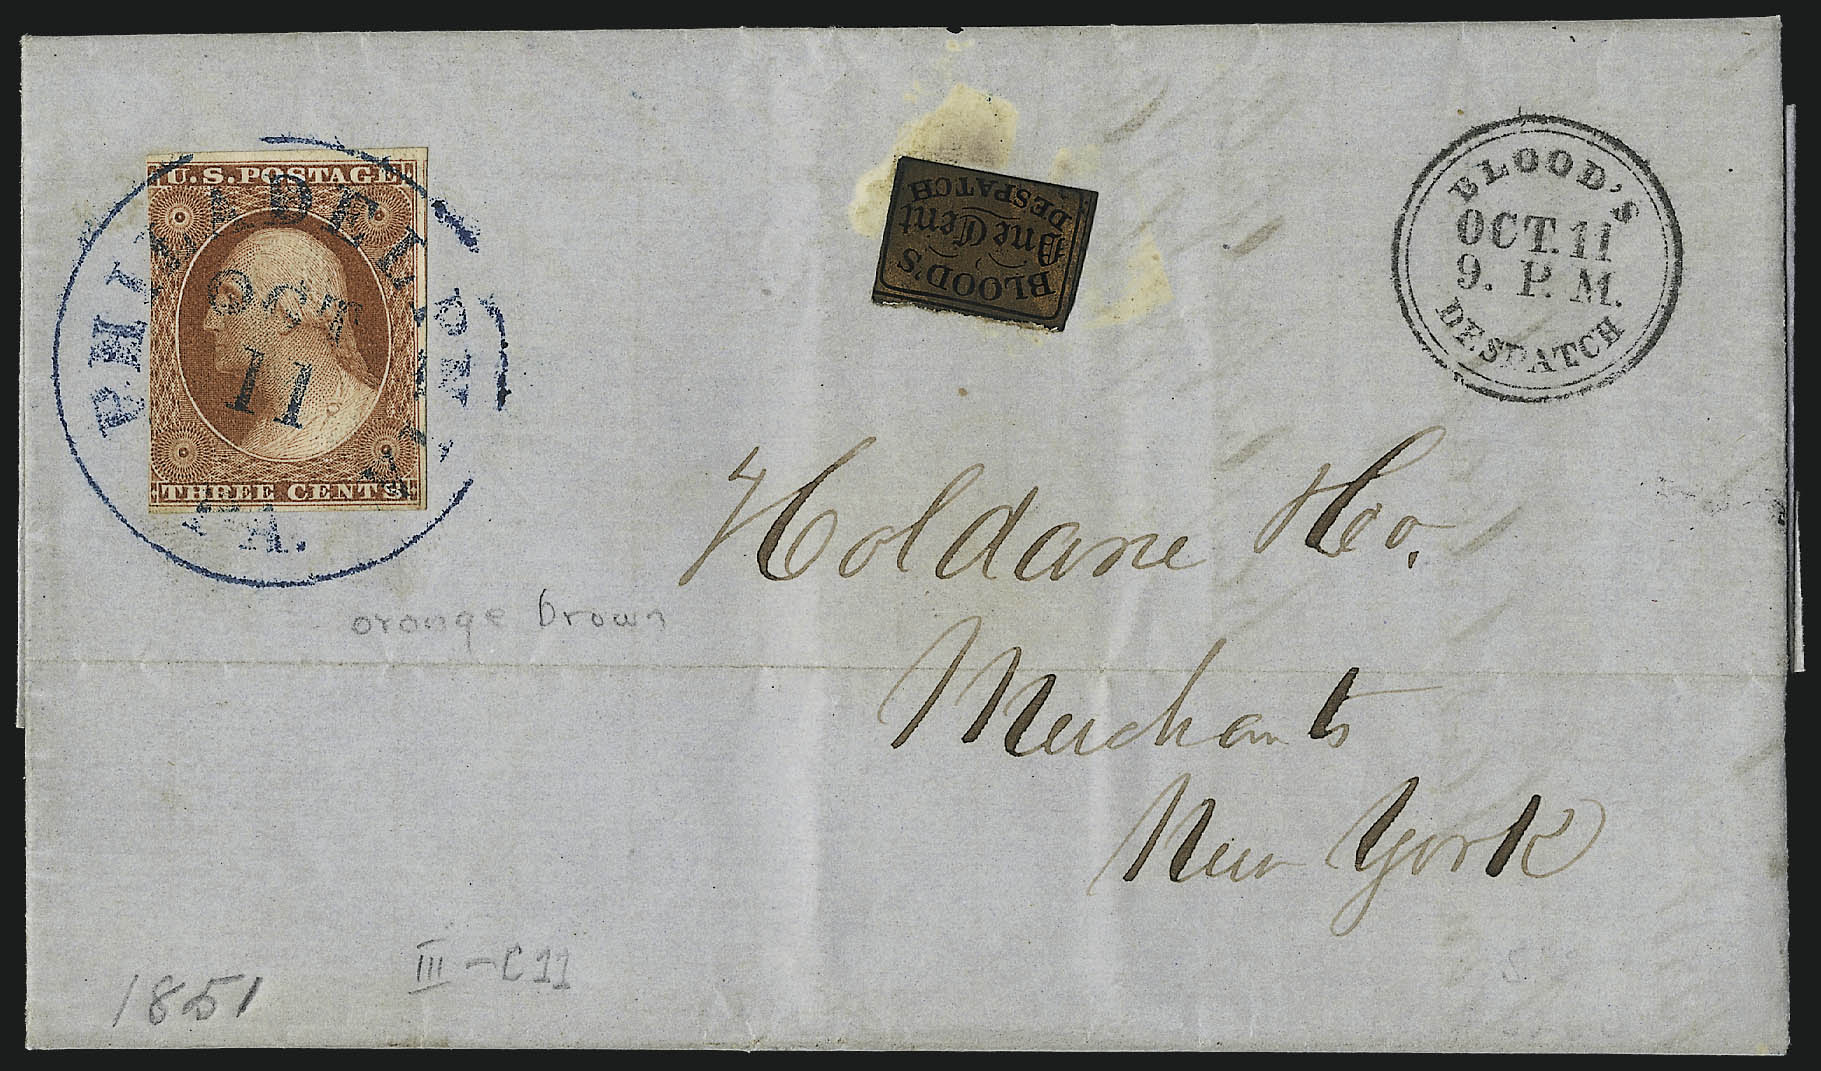 U.S. POSTAGE
THREE CENTS
PHILADELPHIA
OCT
11
PA.
BLOOD'S
One Cent
DESPATCH
BLOOD'S
OCT. 11
9. P. M.
DESPATCH
Holdane & Co.
Merchants
New York
orange brown
III - C 11
1851